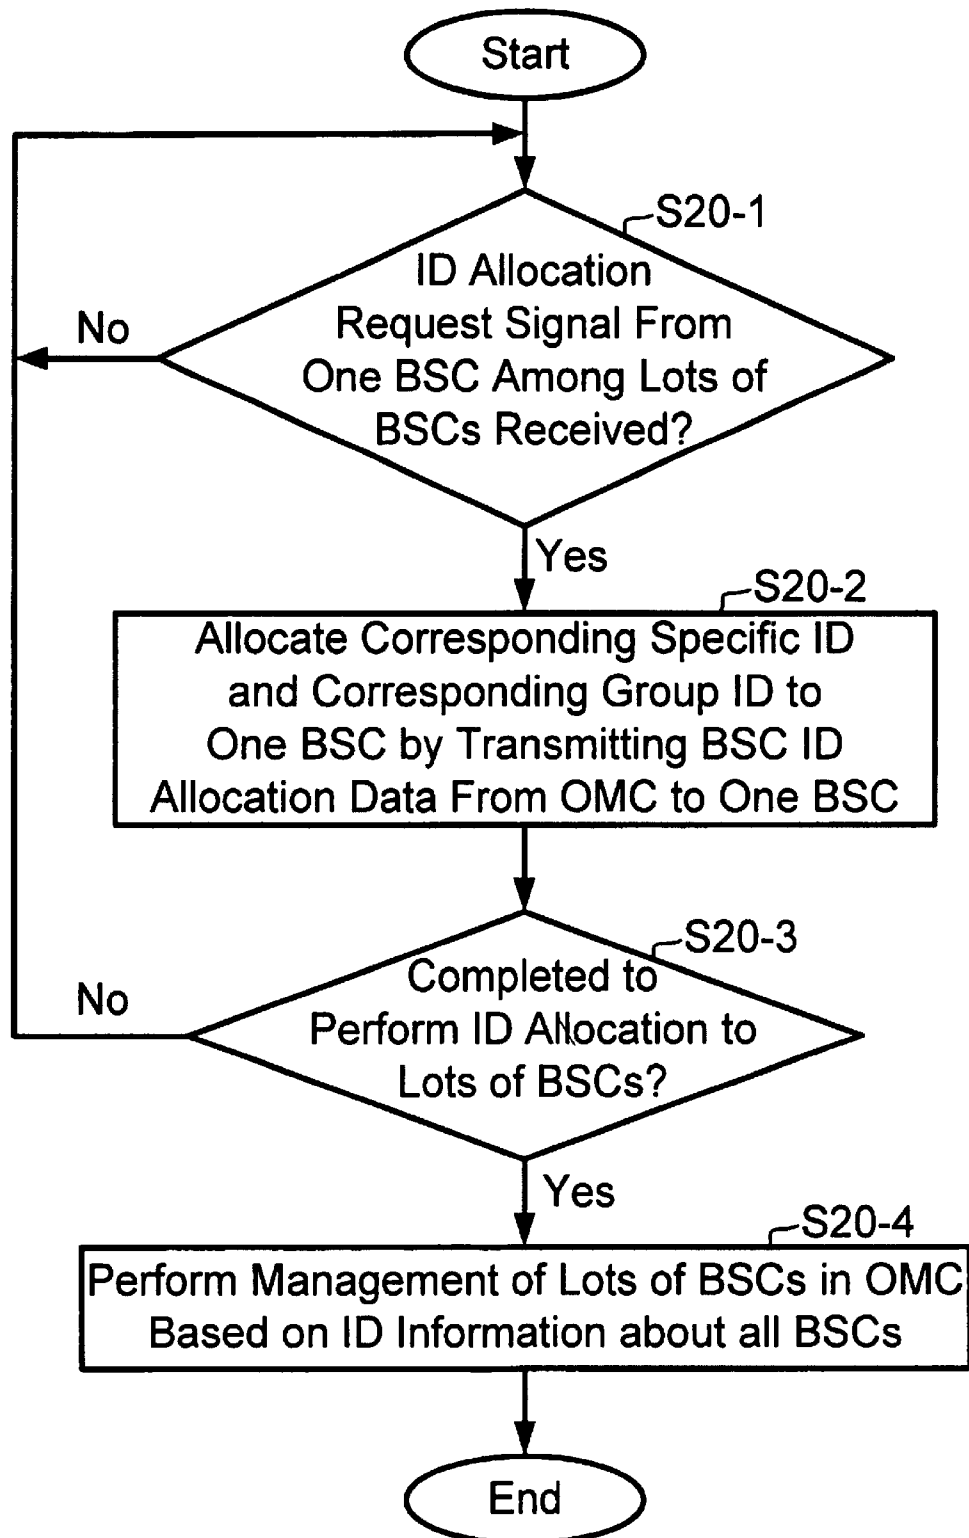 Start
S20-1
ID Allocation
Request Signal From
One BSC Among Lots of
BSCs Received?
No
Yes
S20-2
Allocate Corresponding Specific ID
and Corresponding Group ID to
One BSC by Transmitting BSC ID
Allocation Data From OMC to One BSC
S20-3
Completed to
Perform ID Allocation to
Lots of BSCs?
No
Yes
S20-4
Perform Management of Lots of BSCs in OMC
Based on ID Information about all BSCs
End